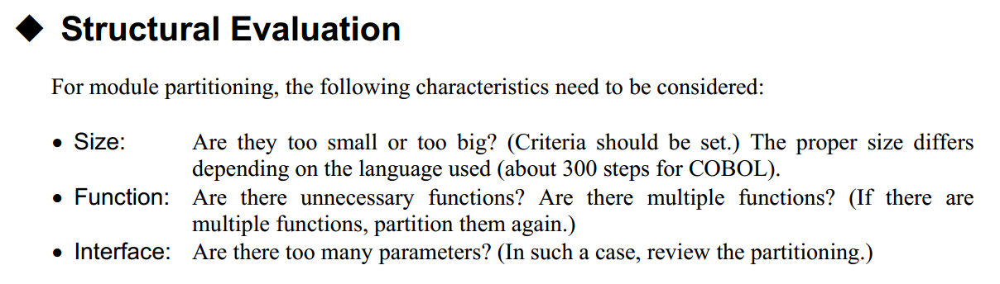 ◆ Structural Evaluation
For module partitioning, the following characteristics need to be considered:
• Size: Are they too small or too big? (Criteria should be set.) The proper size differs
depending on the language used (about 300 steps for COBOL).
• Function: Are there unnecessary functions? Are there multiple functions? (If there are
multiple functions, partition them again.)
• Interface: Are there too many parameters? (In such a case, review the partitioning.)